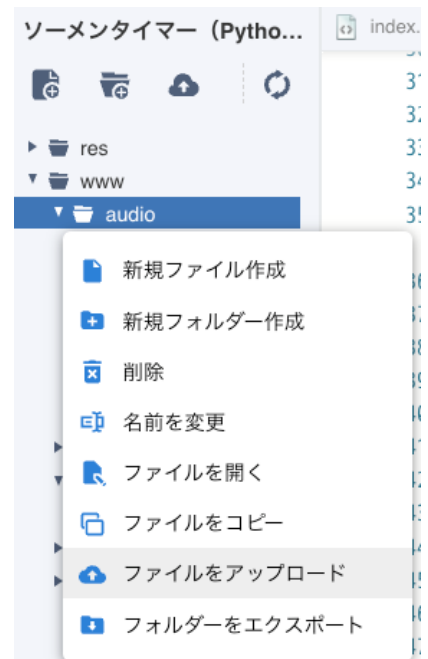 ソーメンタイマー（Pytho...
index.
res
www
audio
新規ファイル作成
新規フォルダー作成
削除
名前を変更
ファイルを開く
ファイルをコピー
ファイルをアップロード
フォルダーをエクスポート